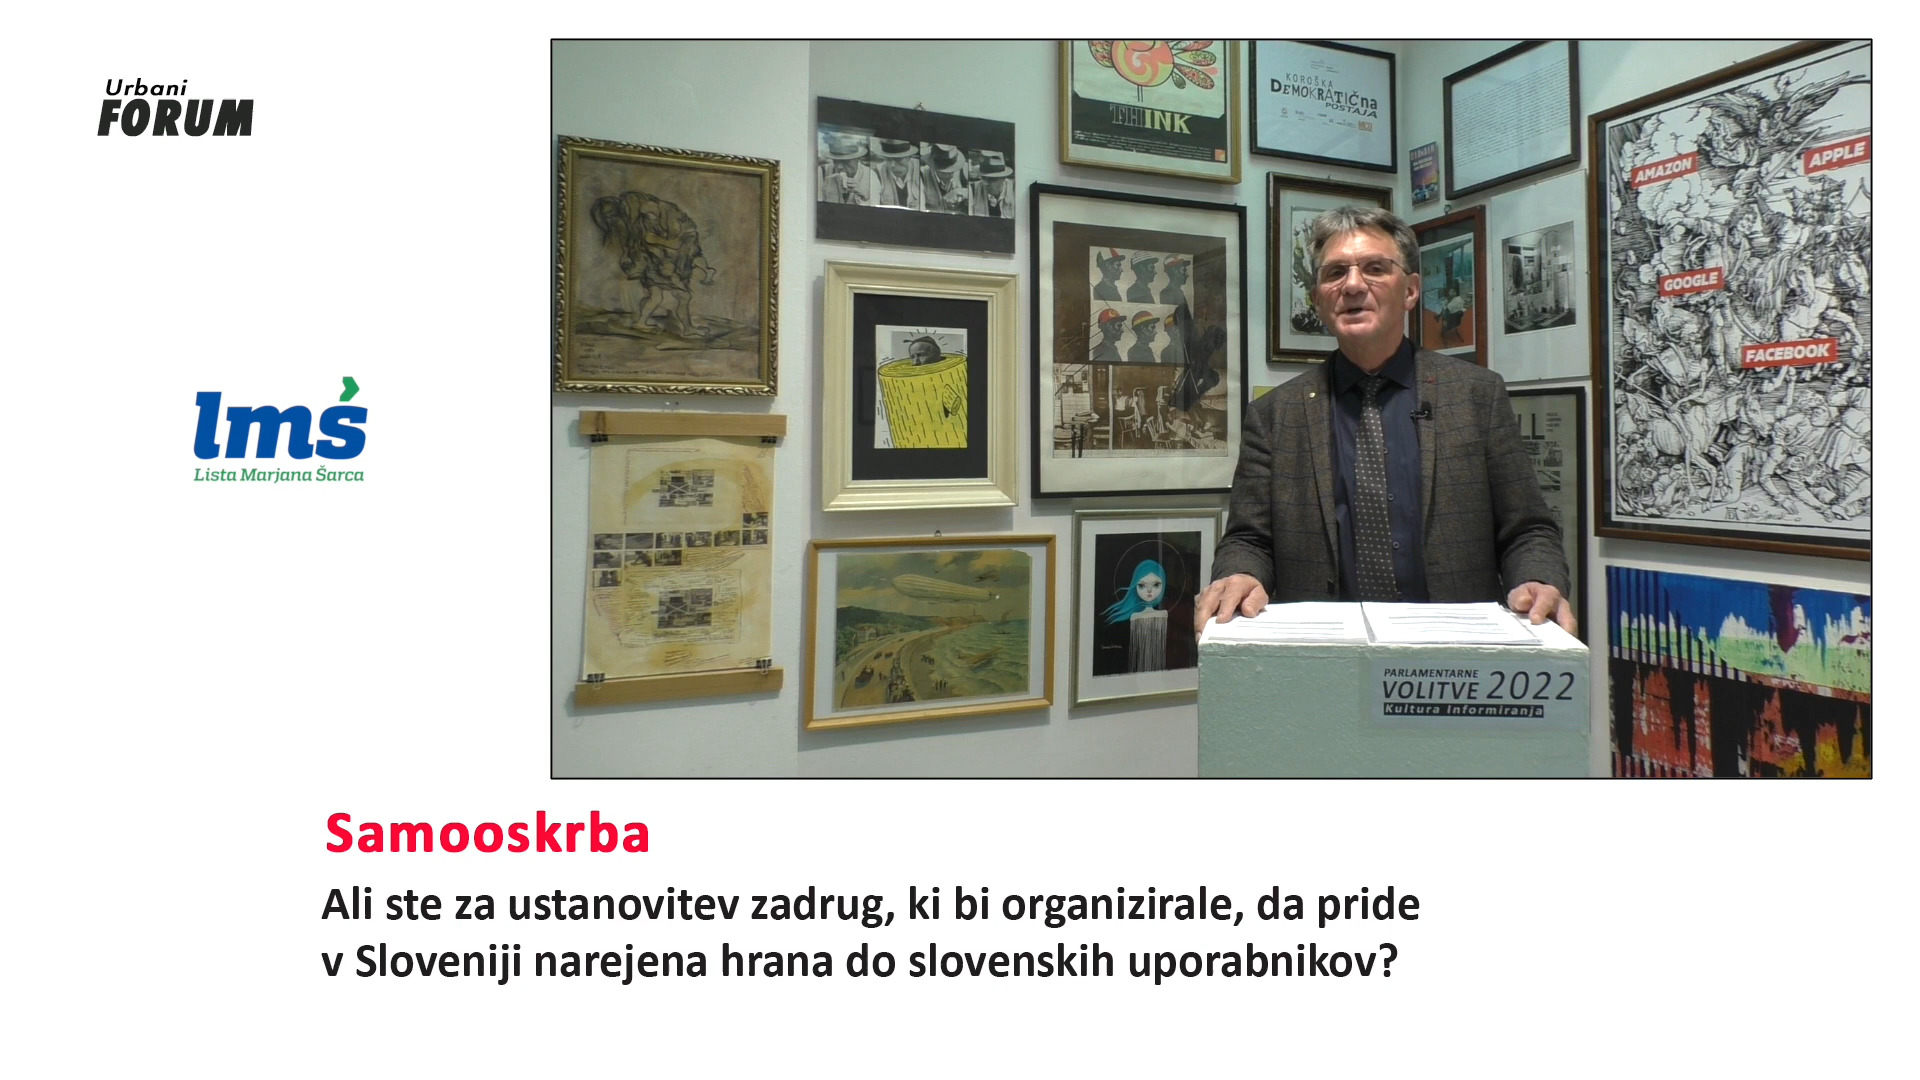 Urbani
FORUM
lmš
Lista Marjana Šarca
THINK
KOROŠKA
DEMOKRATIČna
POSTAJA
AMAZON
APPLE
GOOGLE
FACEBOOK
PARLAMENTARNE
VOLITVE 2022
Kultura Informiranja
Samooskrba
Ali ste za ustanovitev zadrug, ki bi organizirale, da pride
v Sloveniji narejena hrana do slovenskih uporabnikov?